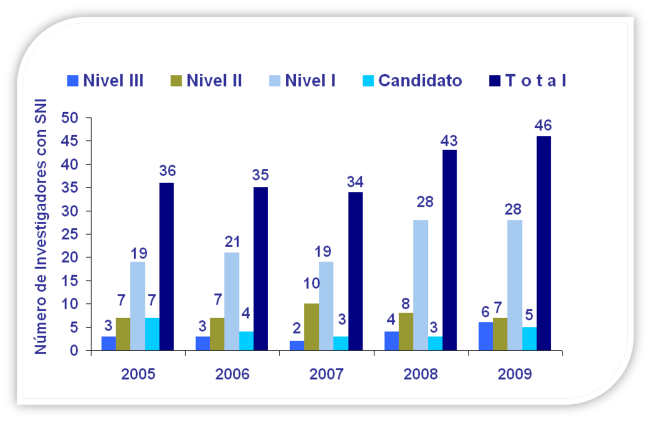 Nivel III Nivel II Nivel I Candidato T o t a l
Número de Investigadores con SNI
50
45
40
35
30
25
20
15
10
5
0
3 7 19 7 36
3 7 21 4 35
2 10 19 3 34
4 8 28 3 43
6 7 28 5 46
2005 2006 2007 2008 2009